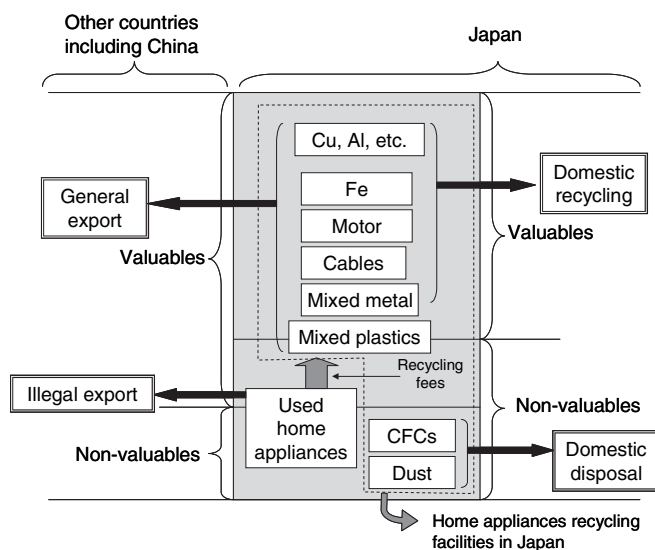 Other countries
including China
Japan
Cu, Al, etc.
General
export
Fe
Domestic
recycling
Motor
Valuables
Valuables
Cables
Mixed metal
Mixed plastics
Recycling
fees
Illegal export
Used
home
appliances
Non-valuables
CFCs
Non-valuables
Dust
Domestic
disposal
Home appliances recycling
facilities in Japan